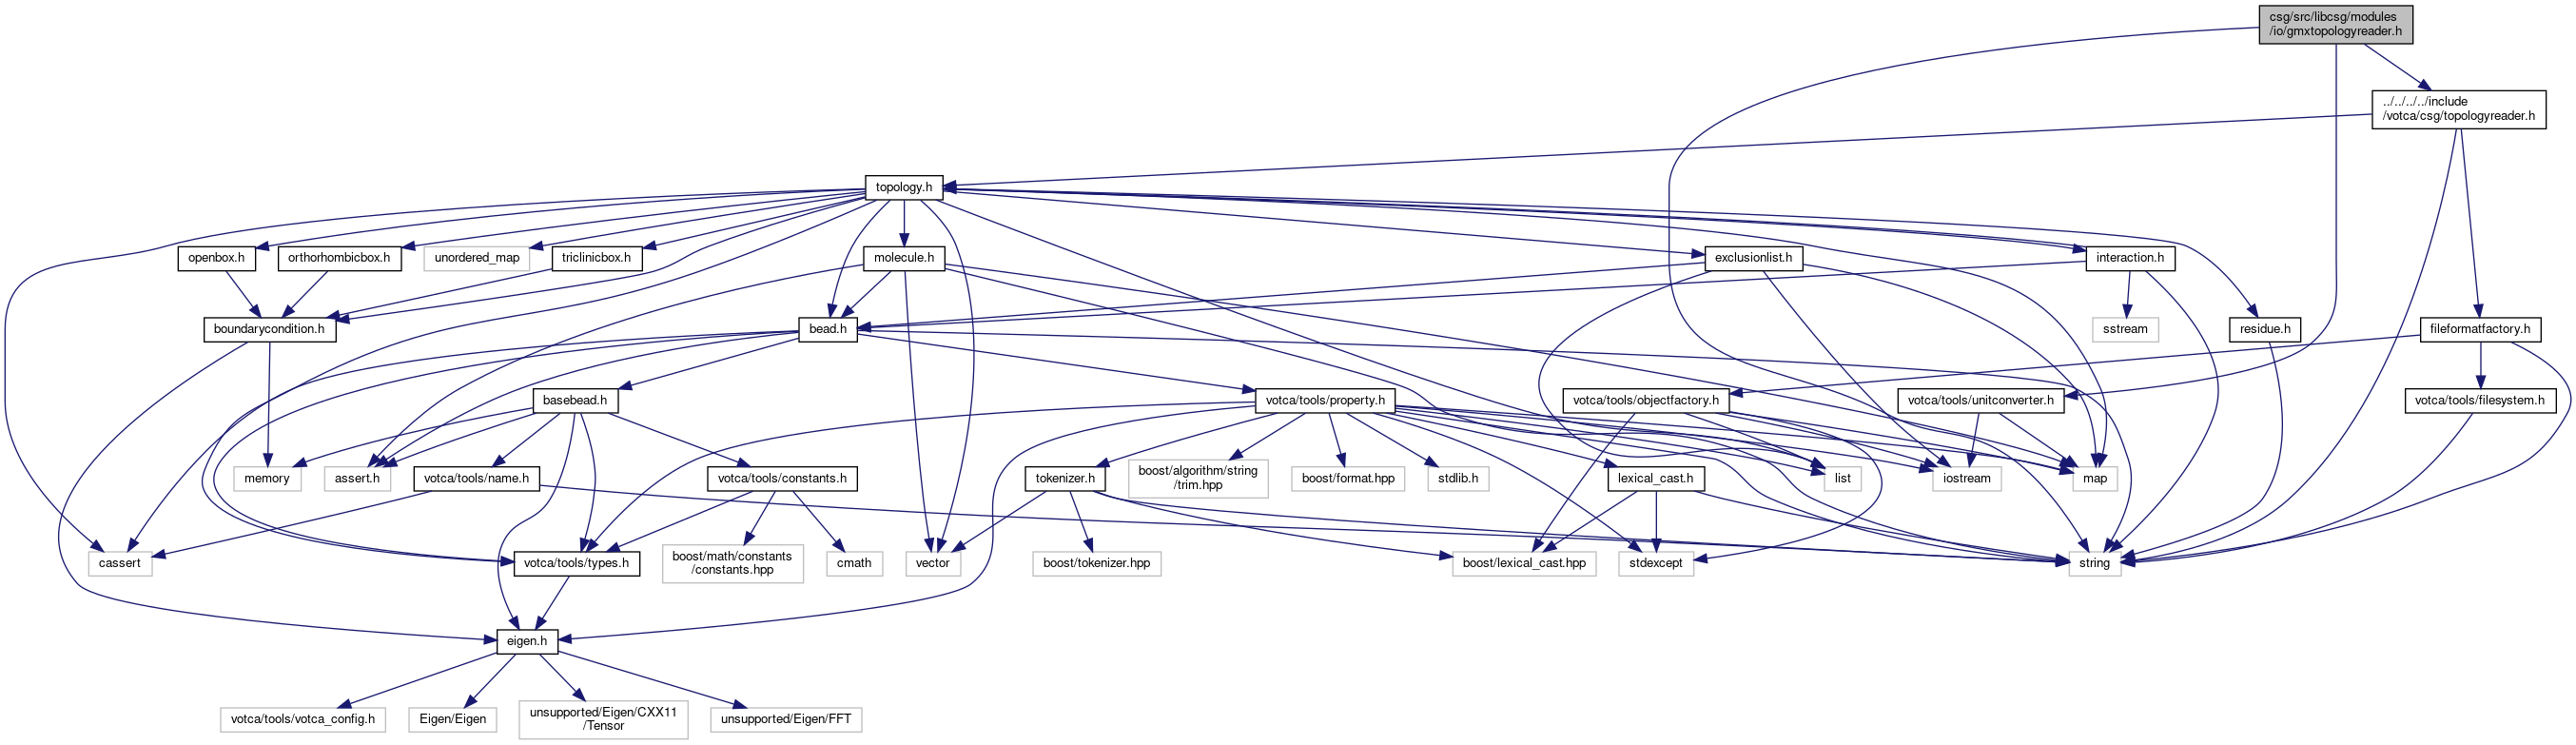 csg/src/libcsg/modules
/io/gmxtopologyreader.h
../../../../include
/votca/csg/topologyreader.h
topology.h
openbox.h
orthorhombicbox.h
unordered_map
triclinicbox.h
molecule.h
exclusionlist.h
interaction.h
boundarycondition.h
bead.h
sstream
residue.h
fileformatfactory.h
basebead.h
votca/tools/property.h
votca/tools/objectfactory.h
votca/tools/unitconverter.h
votca/tools/filesystem.h
memory
assert.h
votca/tools/name.h
votca/tools/constants.h
tokenizer.h
boost/algorithm/string
/trim.hpp
boost/format.hpp
stdlib.h
lexical_cast.h
list
iostream
map
cassert
votca/tools/types.h
boost/math/constants
/constants.hpp
cmath
vector
boost/tokenizer.hpp
boost/lexical_cast.hpp
stdexcept
string
eigen.h
votca/tools/votca_config.h
Eigen/Eigen
unsupported/Eigen/CXX11
/Tensor
unsupported/Eigen/FFT